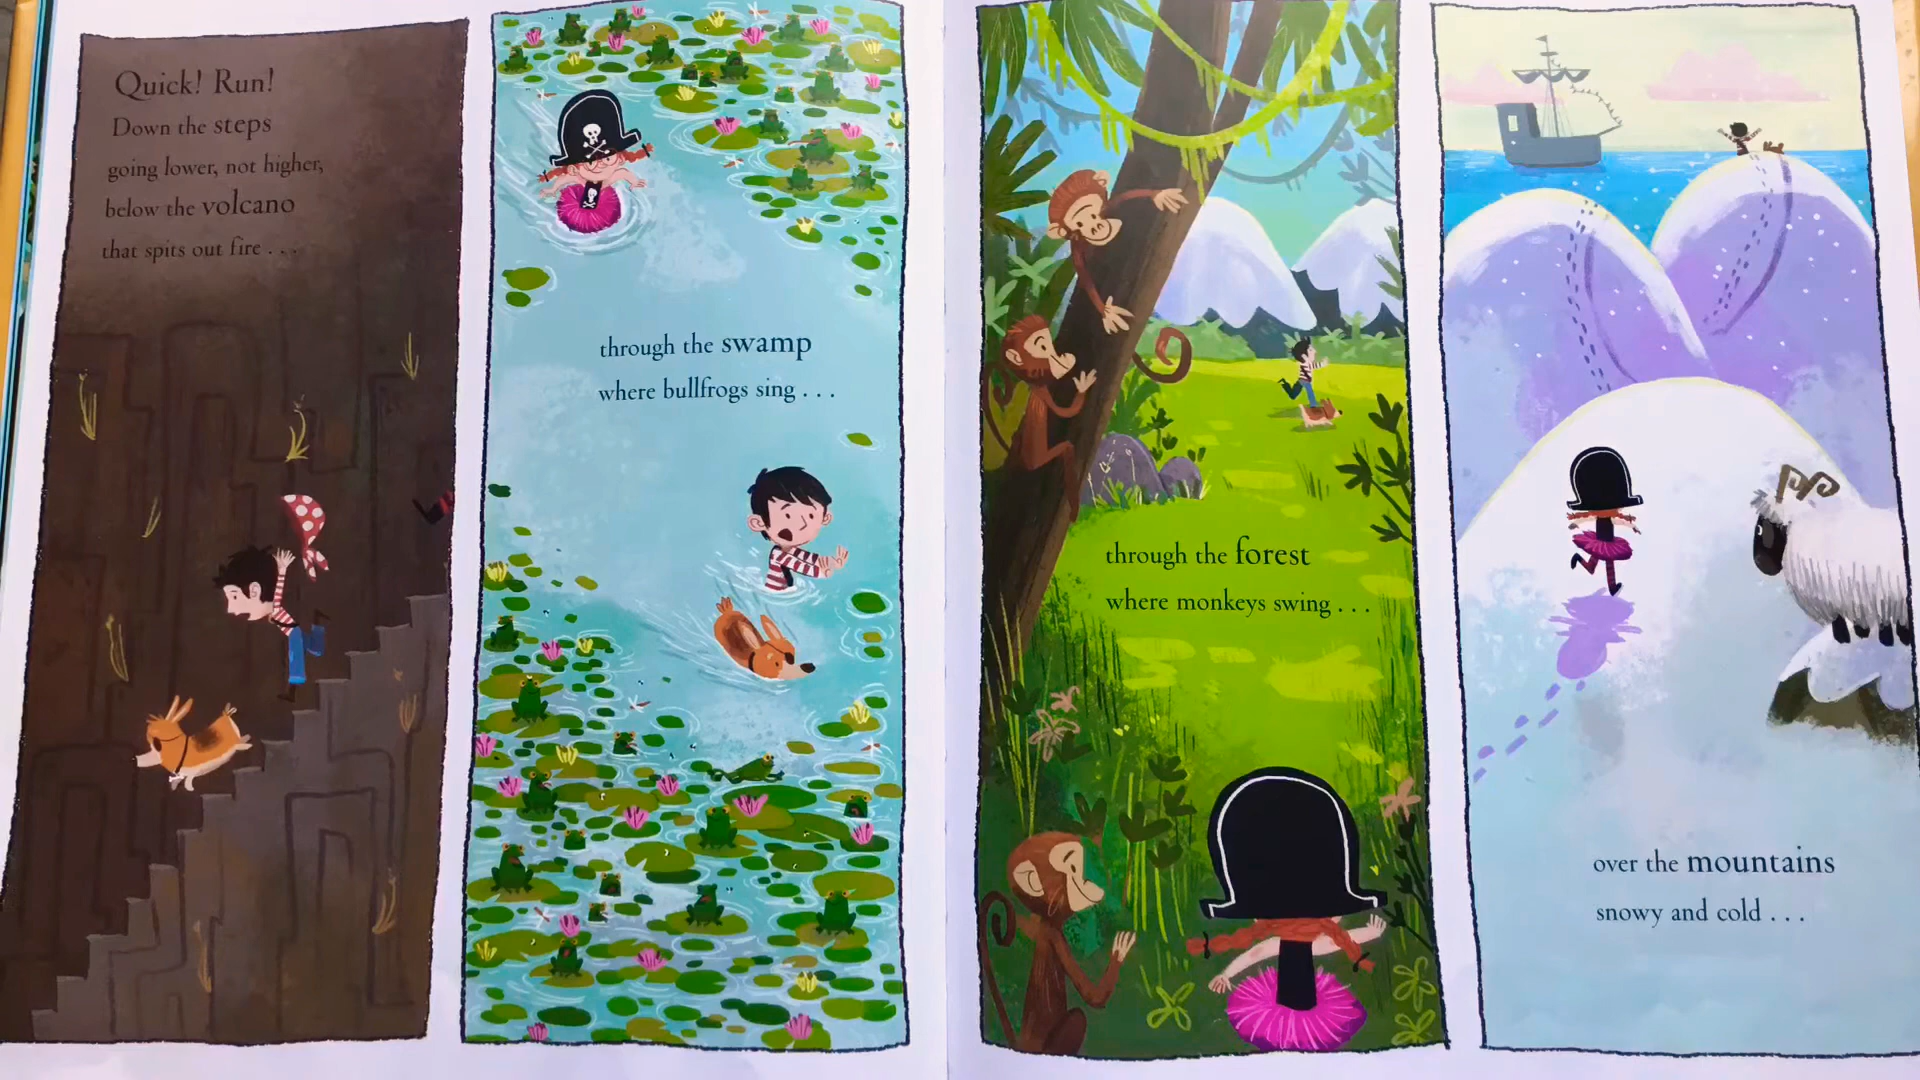 Quick! Run!
Down the steps
going lower, not higher,
below the volcano
that spits out fire . . .
through the swamp
where bullfrogs sing . . .
through the forest
where monkeys swing . . .
over the mountains
snowy and cold . . .